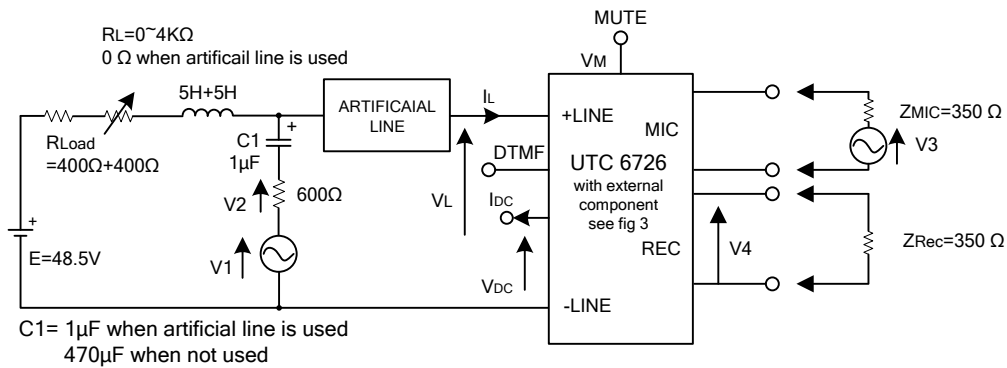 MUTE
RL=0~4KΩ
0 Ω when artificail line is used
VM
5H+5H
ARTIFICAIAL
LINE
IL
+LINE
MIC
ZMIC=350 Ω
V3
RLoad
=400Ω+400Ω
+
C1
1µF
DTMF
UTC 6726
with external
component
see fig 3
V2
600Ω
VL
IDC
+
E=48.5V
V1
VDC
REC
V4
ZRec=350 Ω
-LINE
C1= 1µF when artificial line is used
470µF when not used